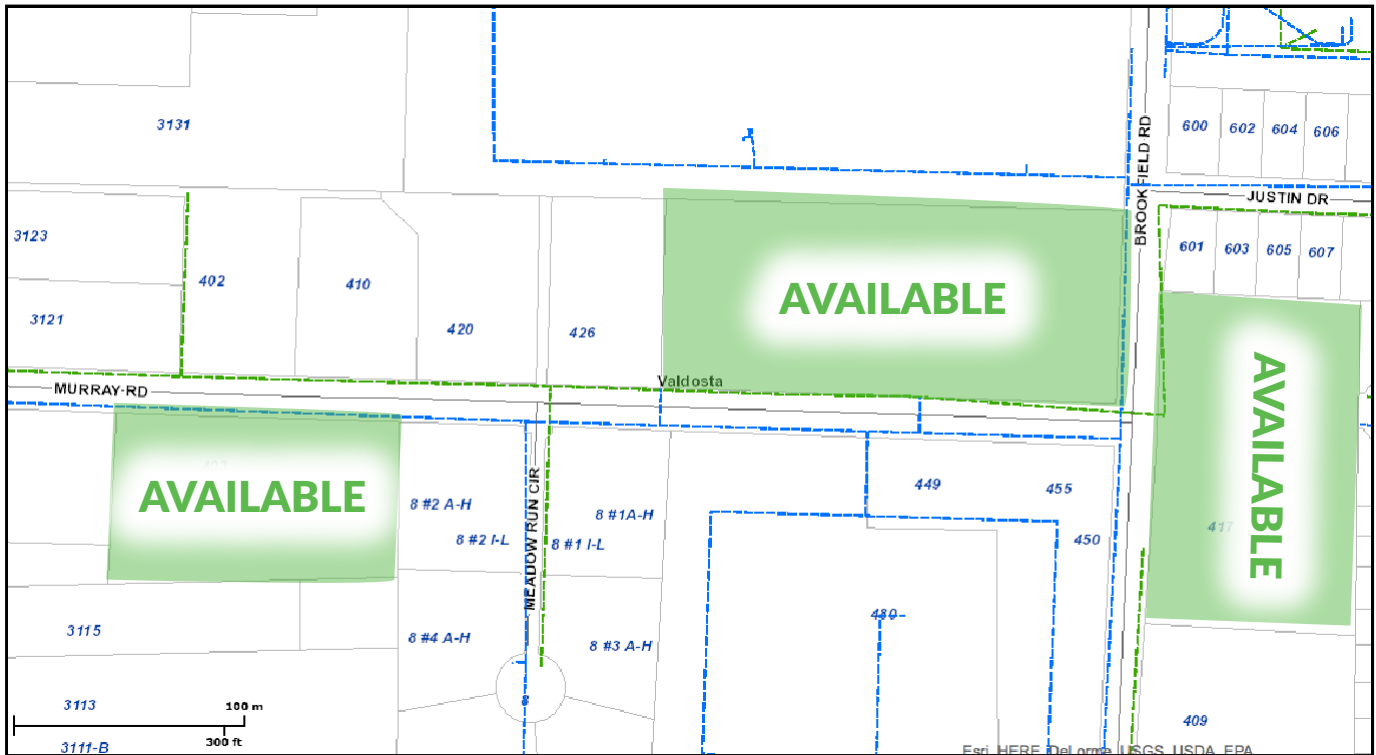 3131
600
602
604
606
BROOKFIELD RD
JUSTIN DR
3123
402
410
601
603
605
607
AVAILABLE
3121
420
426
Valdosta
MURRAY RD
AVAILABLE
AVAILABLE
8 #2 A-H
8 #1A-H
449
455
417
8 #2 I-L
8 #1 I-L
450
MEADOW RUN CIR
480
3115
8 #4 A-H
8 #3 A-H
8
3113
100 m
409
300 ft
3111-B
Esri, HERE, DeLorme, USGS, USDA, EPA